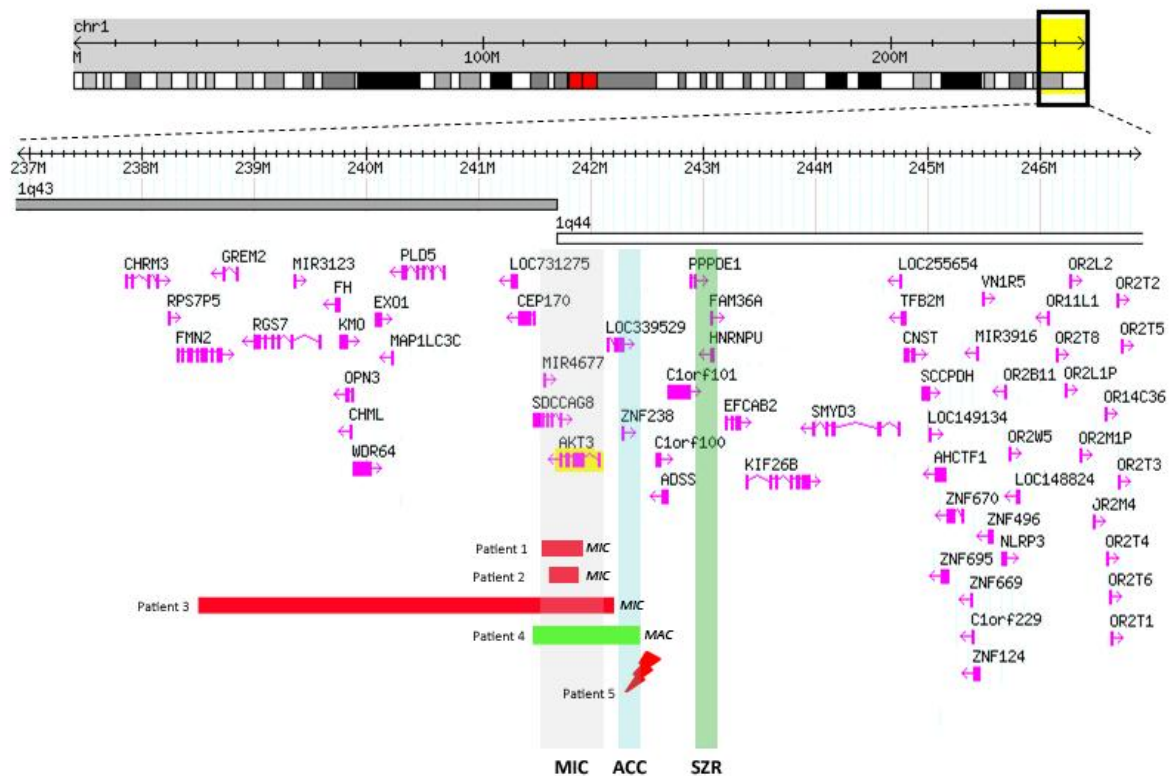 chr1
M 100M 200M
237M 238M 239M 240M 241M 242M 243M 244M 245M 246M
1q43
1q44
CHRM3 GREM2 MIR3123 PLD5 LOC731275 PPPDE1 LOC255654 VN1R5 OR2L2 OR2T2
RPS7P5 FH EXO1 CEP170 FAM36A TFB2M OR11L1
FMN2 RGS7 KMO MAP1LC3C LOC339529 HNRNPU CNST MIR3916 OR2T8 OR2T5
MIR4677 C1orf101
OPN3 SCCPDH OR2B11 OR2L1P OR14C36
CHML SDCCAG8 EFCAB2 SMYD3 LOC149134
ZNF238
WDR64 AKT3 C1orf100 KIF26B AHCTF1 OR2W5 OR2M1P OR2T3
ADSS LOC148824
ZNF670 JR2M4
ZNF496
Patient 1 MIC NLRP3 OR2T4
ZNF695
Patient 2 MIC ZNF669 OR2T6
Patient 3 MIC
C1orf229 OR2T1
Patient 4 MAC
ZNF124
Patient 5
MIC ACC SZR